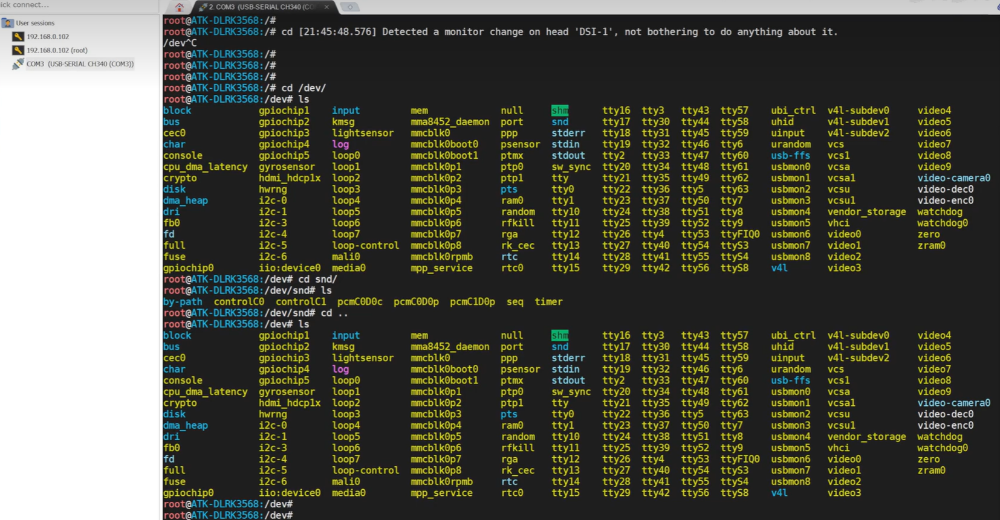 ick connect...
2. COM3 (USB-SERIAL CH340 (CO
User sessions
192.168.0.102
192.168.0.102 (root)
COM3 (USB-SERIAL CH340 (COM3))
root@ATK-DLRK3568:/#
root@ATK-DLRK3568:/# cd [21:45:48.576] Detected a monitor change on head 'DSI-1', not bothering to do anything about it.
/dev^C
root@ATK-DLRK3568:/#
root@ATK-DLRK3568:/#
root@ATK-DLRK3568:/#
root@ATK-DLRK3568:/# cd /dev/
root@ATK-DLRK3568:/dev# ls
block gpiochip1 input mem null shm tty16 tty3 tty43 tty57 ubi_ctrl v4l-subdev0 video4
bus gpiochip2 kmsg mma8452_daemon port snd tty17 tty30 tty44 tty58 uhid v4l-subdev1 video5
cec0 gpiochip3 lightsensor mmcblk0 ppp stderr tty18 tty31 tty45 tty59 uinput v4l-subdev2 video6
char gpiochip4 log mmcblk0boot0 psensor stdin tty19 tty32 tty46 tty6 urandom vcs video7
console gpiochip5 loop0 mmcblk0boot1 ptmx stdout tty2 tty33 tty47 tty60 usb-ffs vcs1 video8
cpu_dma_latency gyrosensor loop1 mmcblk0p1 ptp0 sw_sync tty20 tty34 tty48 tty61 usbmon0 vcsa video9
crypto hdmi_hdcp1x loop2 mmcblk0p2 ptp1 tty tty21 tty35 tty49 tty62 usbmon1 vcsa1 video-camera0
disk hwrng loop3 mmcblk0p3 pts tty0 tty22 tty36 tty5 tty63 usbmon2 vcsu video-dec0
dma_heap i2c-0 loop4 mmcblk0p4 ram0 tty1 tty23 tty37 tty50 tty7 usbmon3 vcsu1 video-enc0
dri i2c-1 loop5 mmcblk0p5 random tty10 tty24 tty38 tty51 tty8 usbmon4 vendor_storage watchdog
fb0 i2c-3 loop6 mmcblk0p6 rfkill tty11 tty25 tty39 tty52 tty9 usbmon5 vhci watchdog0
fd i2c-4 loop7 mmcblk0p7 rga tty12 tty26 tty4 tty53 ttyFIQ0 usbmon6 video0 zero
full i2c-5 loop-control mmcblk0p8 rk_cec tty13 tty27 tty40 tty54 ttyS3 usbmon7 video1 zram0
fuse i2c-6 mali0 mmcblk0rpmb rtc tty14 tty28 tty41 tty55 ttyS4 usbmon8 video2
gpiochip0 iio:device0 media0 mpp_service rtc0 tty15 tty29 tty42 tty56 ttyS8 v4l video3
root@ATK-DLRK3568:/dev# cd snd/
root@ATK-DLRK3568:/dev/snd# ls
by-path controlC0 controlC1 pcmC0D0c pcmC0D0p pcmC1D0p seq timer
root@ATK-DLRK3568:/dev/snd# cd ..
root@ATK-DLRK3568:/dev# ls
block gpiochip1 input mem null shm tty16 tty3 tty43 tty57 ubi_ctrl v4l-subdev0 video4
bus gpiochip2 kmsg mma8452_daemon port snd tty17 tty30 tty44 tty58 uhid v4l-subdev1 video5
cec0 gpiochip3 lightsensor mmcblk0 ppp stderr tty18 tty31 tty45 tty59 uinput v4l-subdev2 video6
char gpiochip4 log mmcblk0boot0 psensor stdin tty19 tty32 tty46 tty6 urandom vcs video7
console gpiochip5 loop0 mmcblk0boot1 ptmx stdout tty2 tty33 tty47 tty60 usb-ffs vcs1 video8
cpu_dma_latency gyrosensor loop1 mmcblk0p1 ptp0 sw_sync tty20 tty34 tty48 tty61 usbmon0 vcsa video9
crypto hdmi_hdcp1x loop2 mmcblk0p2 ptp1 tty tty21 tty35 tty49 tty62 usbmon1 vcsa1 video-camera0
disk hwrng loop3 mmcblk0p3 pts tty0 tty22 tty36 tty5 tty63 usbmon2 vcsu video-dec0
dma_heap i2c-0 loop4 mmcblk0p4 ram0 tty1 tty23 tty37 tty50 tty7 usbmon3 vcsu1 video-enc0
dri i2c-1 loop5 mmcblk0p5 random tty10 tty24 tty38 tty51 tty8 usbmon4 vendor_storage watchdog
fb0 i2c-3 loop6 mmcblk0p6 rfkill tty11 tty25 tty39 tty52 tty9 usbmon5 vhci watchdog0
fd i2c-4 loop7 mmcblk0p7 rga tty12 tty26 tty4 tty53 ttyFIQ0 usbmon6 video0 zero
full i2c-5 loop-control mmcblk0p8 rk_cec tty13 tty27 tty40 tty54 ttyS3 usbmon7 video1 zram0
fuse i2c-6 mali0 mmcblk0rpmb rtc tty14 tty28 tty41 tty55 ttyS4 usbmon8 video2
gpiochip0 iio:device0 media0 mpp_service rtc0 tty15 tty29 tty42 tty56 ttyS8 v4l video3
root@ATK-DLRK3568:/dev#
root@ATK-DLRK3568:/dev#